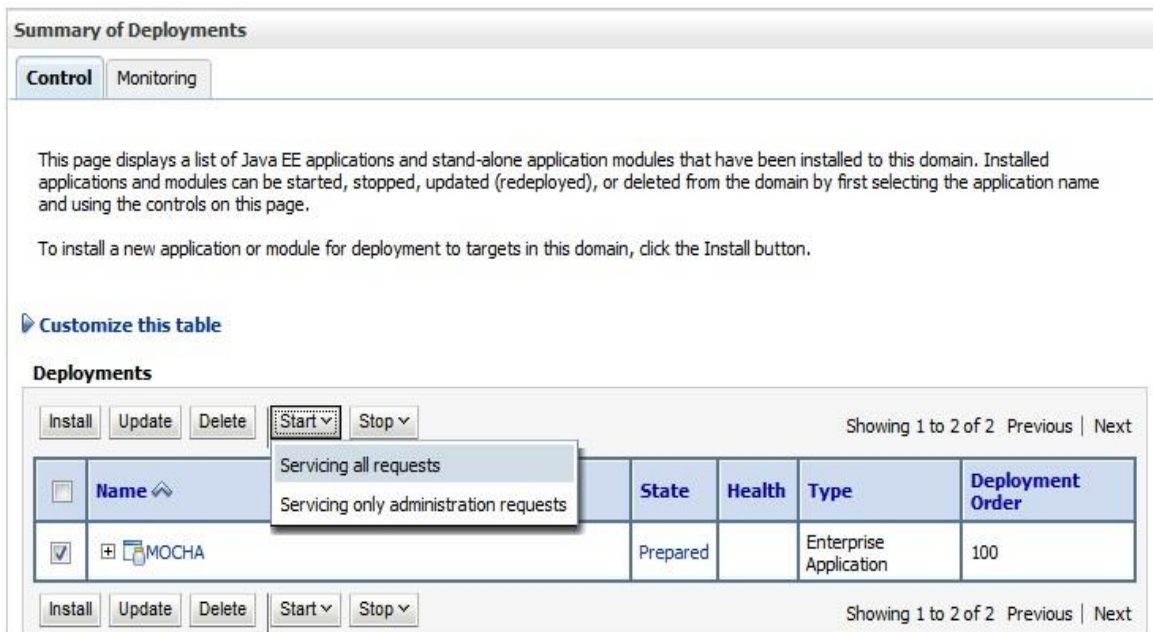 Summary of Deployments
Control Monitoring
This page displays a list of Java EE applications and stand-alone application modules that have been installed to this domain. Installed
applications and modules can be started, stopped, updated (redeployed), or deleted from the domain by first selecting the application name
and using the controls on this page.
To install a new application or module for deployment to targets in this domain, click the Install button.
Customize this table
Deployments
Install Update Delete Start Stop Showing 1 to 2 of 2 Previous | Next
Servicing all requests
Servicing only administration requests
Name State Health Type Deployment Order
MOCHA Prepared Enterprise Application 100
Install Update Delete Start Stop Showing 1 to 2 of 2 Previous | Next